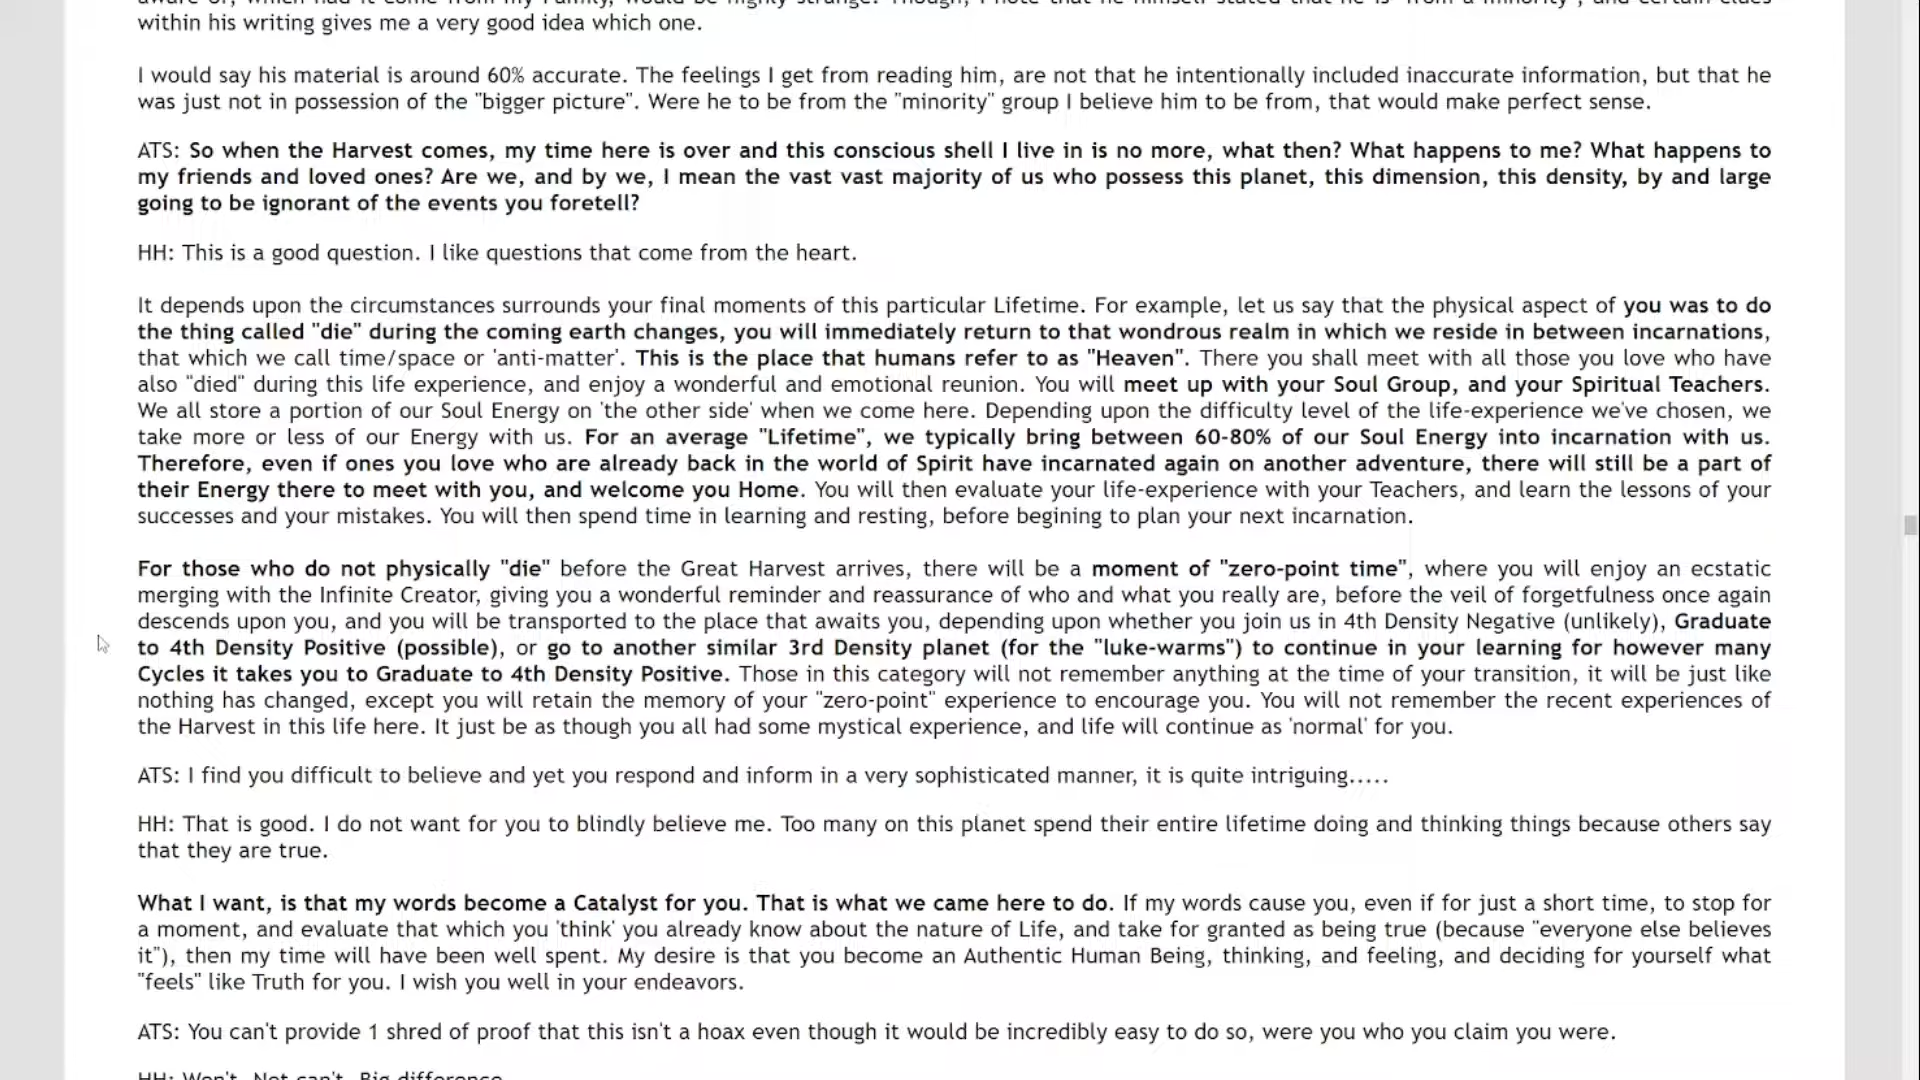 within his writing gives me a very good idea which one.
I would say his material is around 60% accurate. The feelings I get from reading him, are not that he intentionally included inaccurate information, but that he
was just not in possession of the "bigger picture". Were he to be from the "minority" group I believe him to be from, that would make perfect sense.
ATS: So when the Harvest comes, my time here is over and this conscious shell I live in is no more, what then? What happens to me? What happens to
my friends and loved ones? Are we, and by we, I mean the vast vast majority of us who possess this planet, this dimension, this density, by and large
going to be ignorant of the events you foretell?
HH: This is a good question. I like questions that come from the heart.
It depends upon the circumstances surrounds your final moments of this particular Lifetime. For example, let us say that the physical aspect of you was to do
the thing called "die" during the coming earth changes, you will immediately return to that wondrous realm in which we reside in between incarnations,
that which we call time/space or 'anti-matter'. This is the place that humans refer to as "Heaven". There you shall meet with all those you love who have
also "died" during this life experience, and enjoy a wonderful and emotional reunion. You will meet up with your Soul Group, and your Spiritual Teachers.
We all store a portion of our Soul Energy on 'the other side' when we come here. Depending upon the difficulty level of the life-experience we've chosen, we
take more or less of our Energy with us. For an average "Lifetime", we typically bring between 60-80% of our Soul Energy into incarnation with us.
Therefore, even if ones you love who are already back in the world of Spirit have incarnated again on another adventure, there will still be a part of
their Energy there to meet with you, and welcome you Home. You will then evaluate your life-experience with your Teachers, and learn the lessons of your
successes and your mistakes. You will then spend time in learning and resting, before begining to plan your next incarnation.
For those who do not physically "die" before the Great Harvest arrives, there will be a moment of "zero-point time", where you will enjoy an ecstatic
merging with the Infinite Creator, giving you a wonderful reminder and reassurance of who and what you really are, before the veil of forgetfulness once again
descends upon you, and you will be transported to the place that awaits you, depending upon whether you join us in 4th Density Negative (unlikely), Graduate
to 4th Density Positive (possible), or go to another similar 3rd Density planet (for the "luke-warms") to continue in your learning for however many
Cycles it takes you to Graduate to 4th Density Positive. Those in this category will not remember anything at the time of your transition, it will be just like
nothing has changed, except you will retain the memory of your "zero-point" experience to encourage you. You will not remember the recent experiences of
the Harvest in this life here. It just be as though you all had some mystical experience, and life will continue as 'normal' for you.
ATS: I find you difficult to believe and yet you respond and inform in a very sophisticated manner, it is quite intriguing.....
HH: That is good. I do not want for you to blindly believe me. Too many on this planet spend their entire lifetime doing and thinking things because others say
that they are true.
What I want, is that my words become a Catalyst for you. That is what we came here to do. If my words cause you, even if for just a short time, to stop for
a moment, and evaluate that which you 'think' you already know about the nature of Life, and take for granted as being true (because "everyone else believes
it"), then my time will have been well spent. My desire is that you become an Authentic Human Being, thinking, and feeling, and deciding for yourself what
"feels" like Truth for you. I wish you well in your endeavors.
ATS: You can't provide 1 shred of proof that this isn't a hoax even though it would be incredibly easy to do so, were you who you claim you were.
HH: Won't. Not can't. Big difference